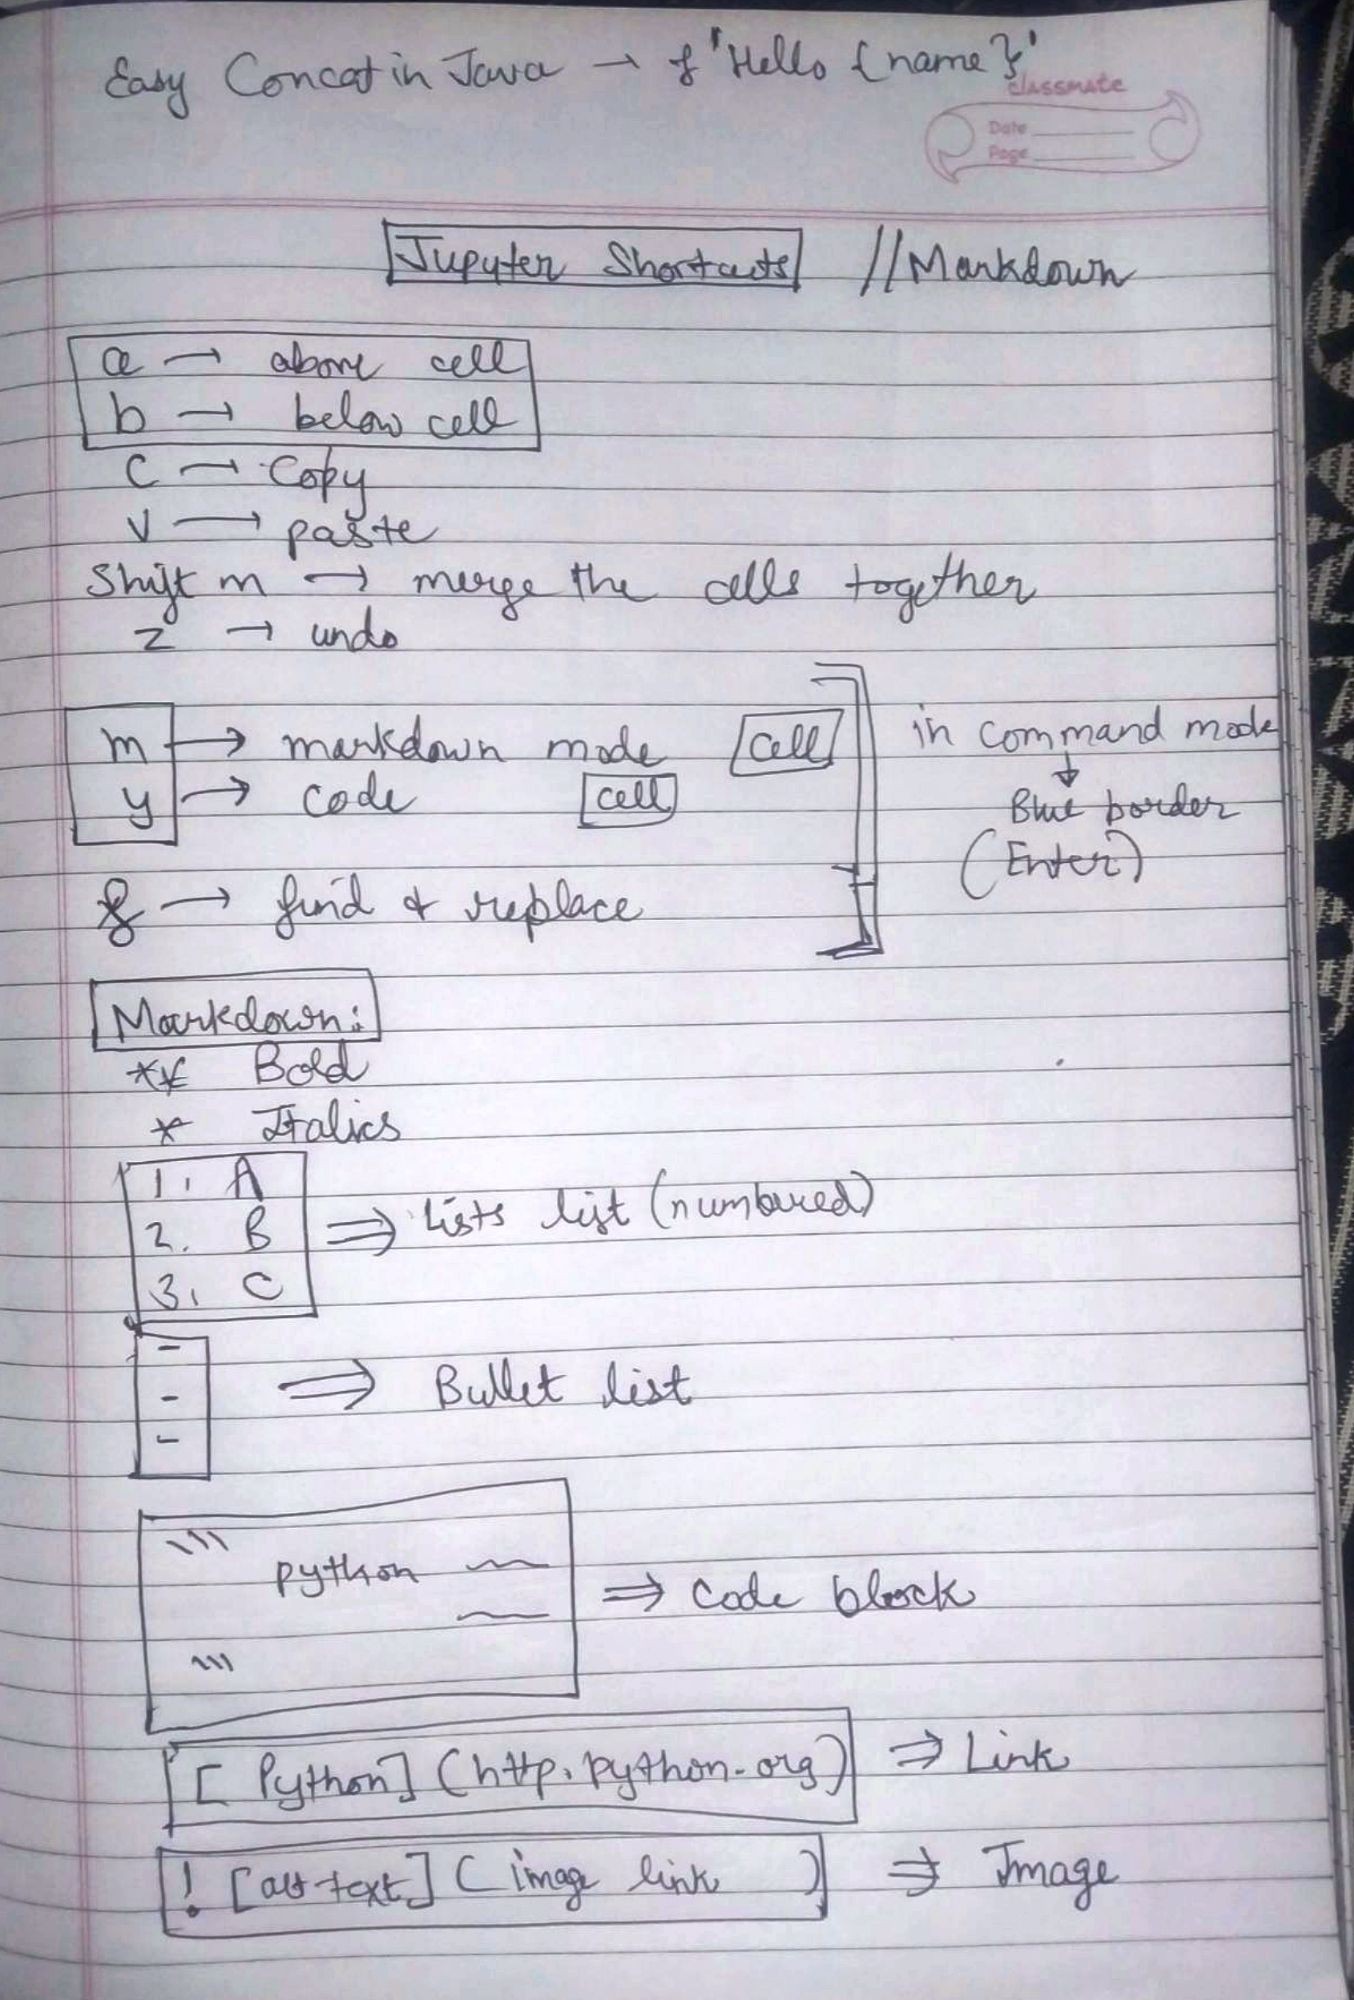 Easy Concat in Java → f'Hello {name}'
classmate
Date
Page
Jupyter Shortcuts // Markdown
a → above cell
b → below cell
c → Copy
v → paste
Shift m → merge the cells together
z → undo
m → markdown mode cell
y → code cell
in command mode
↓
Blue border
(Enter)
f → find & replace
Markdown:
** Bold
* Italics
1. A
2. B
3. C
⇒ Lists list (numbered)
-
-
-
⇒ Bullet list
```
python
```
⇒ Code block
[Python] (http.python.org) ⇒ Link
! [alt text] (image link ) ⇒ Image